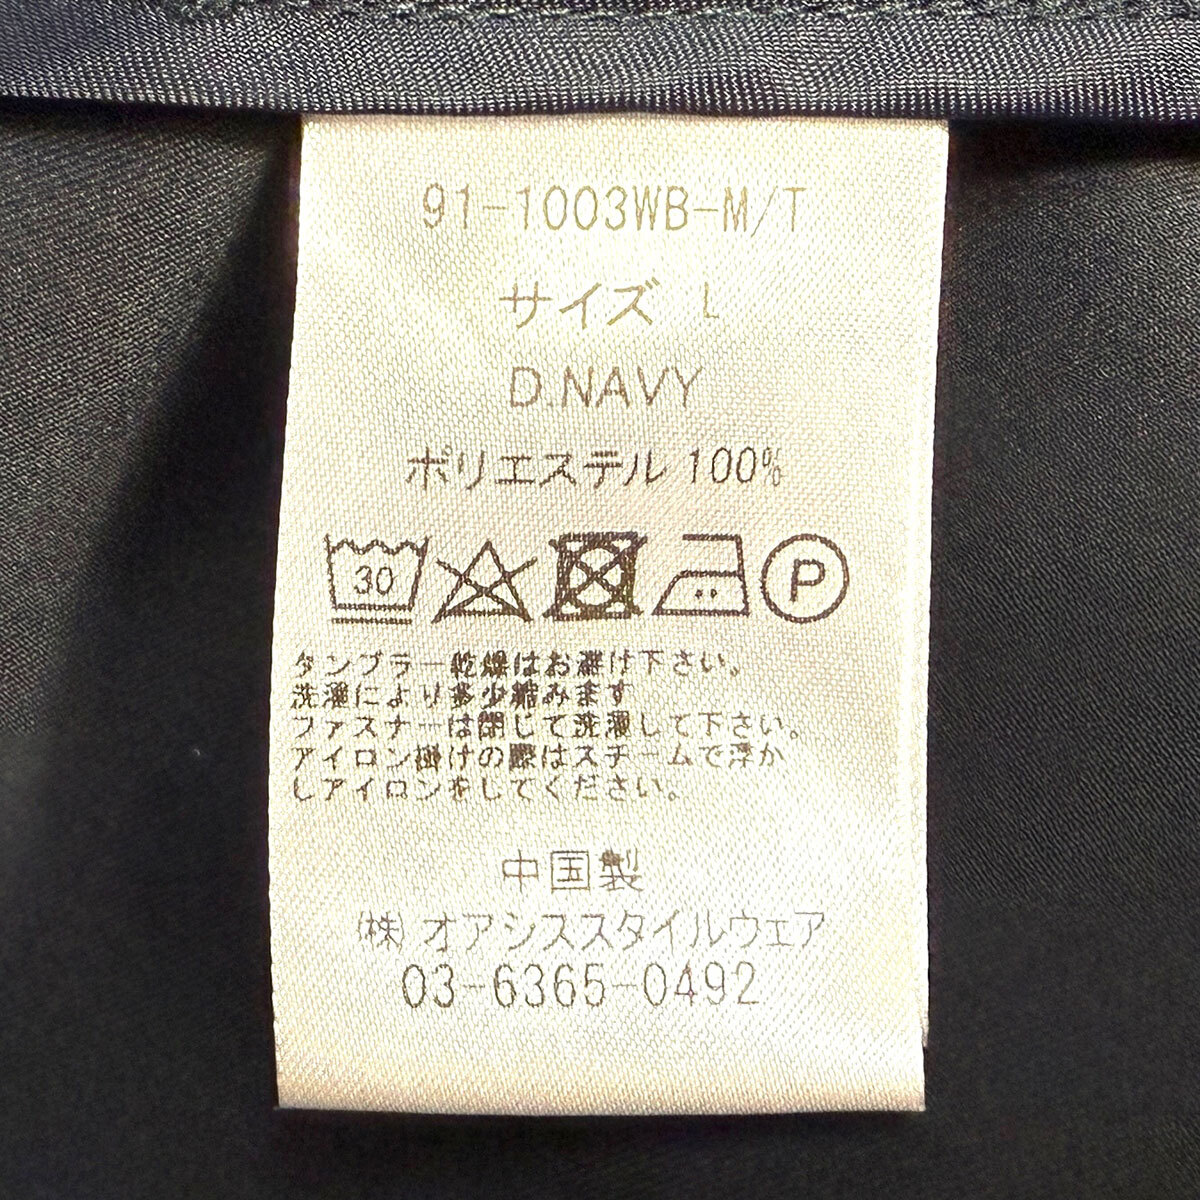 91-1003WB-M/T
サイズ L
D.NAVY
ポリエステル 100%
30 P
タンブラー乾燥はお避け下さい。
洗濯により多少縮みます
ファスナーは閉じて洗濯して下さい。
アイロン掛けの際はスチームで浮か
しアイロンをしてください。
中国製
(株)オアシススタイルウェア
03-6365-0492